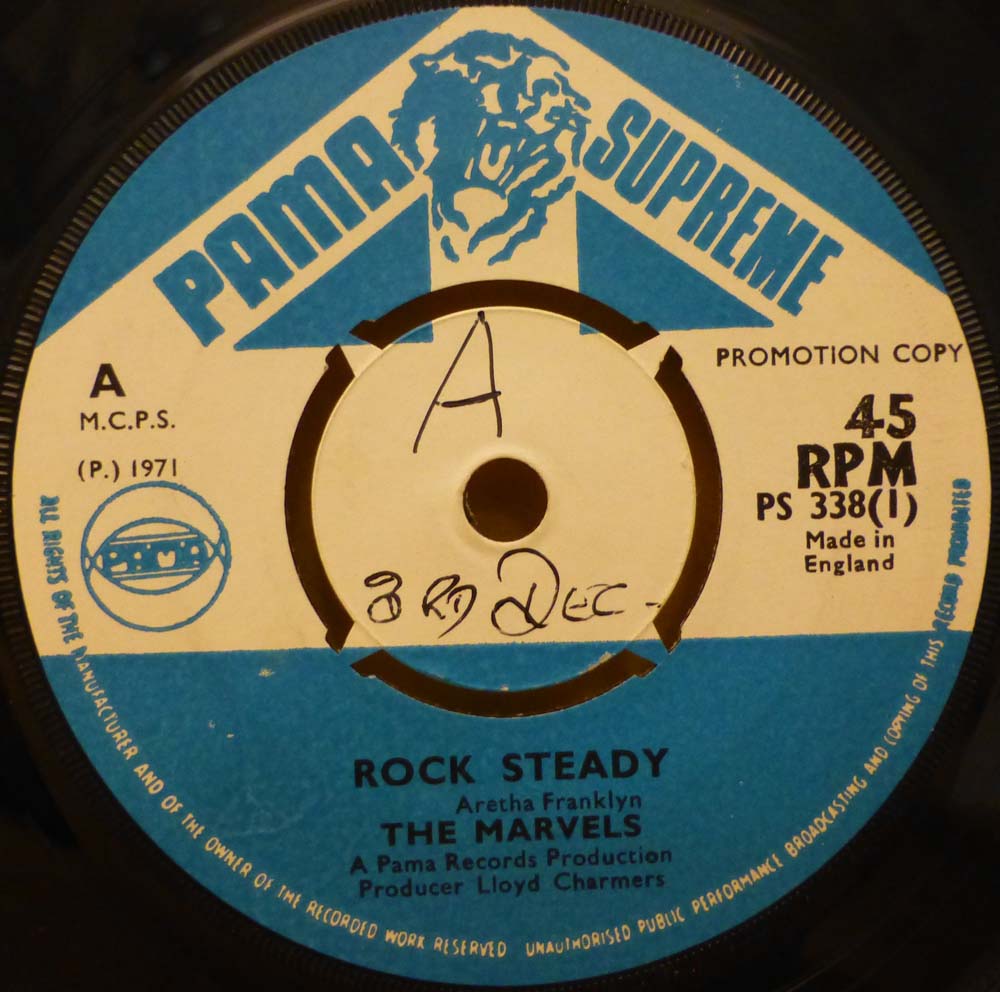 PAMA SUPREME
A
M.C.P.S.
(P.) 1971
A
PROMOTION COPY
45
RPM
PS 338(1)
Made in
England
3RD DEC-
ROCK STEADY
Aretha Franklyn
THE MARVELS
A Pama Records Production
Producer Lloyd Charmers
ALL RIGHTS OF THE MANUFACTURER AND OF THE OWNER OF THE RECORDED WORK RESERVED UNAUTHORISED PUBLIC PERFORMANCE BROADCASTING AND COPYING OF THIS RECORD PROHIBITED